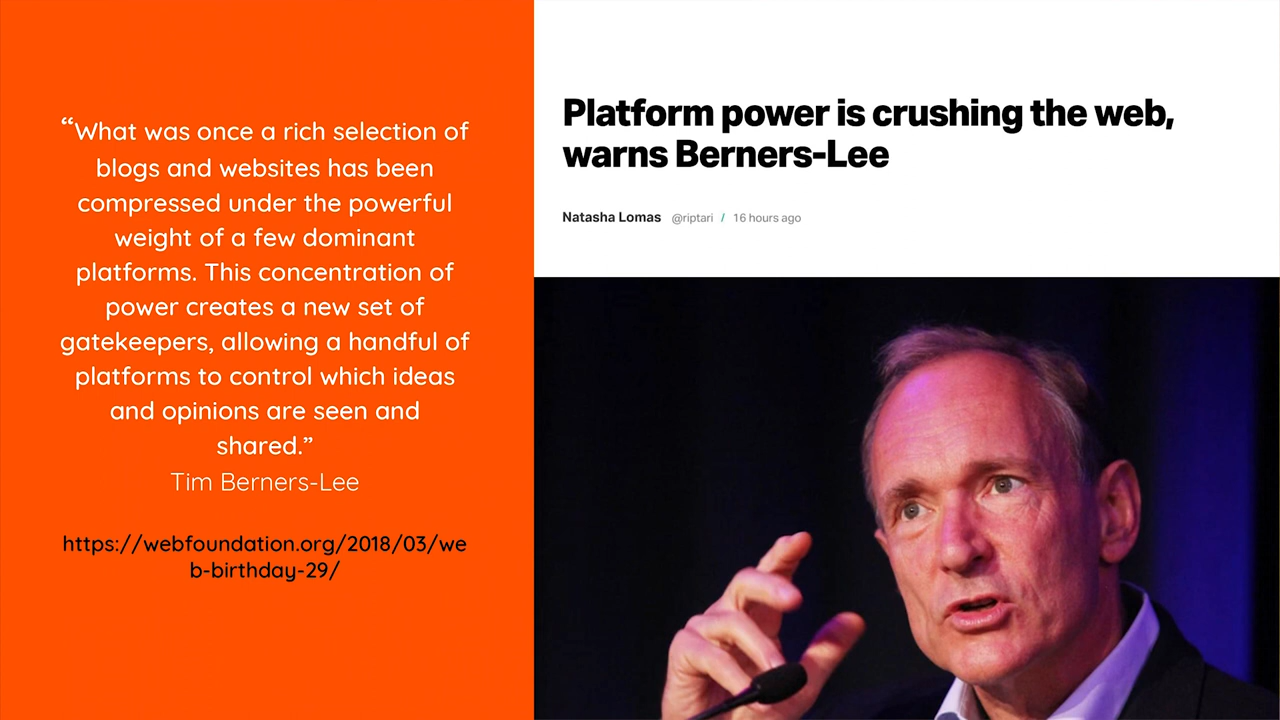 “What was once a rich selection of
blogs and websites has been
compressed under the powerful
weight of a few dominant
platforms. This concentration of
power creates a new set of
gatekeepers, allowing a handful of
platforms to control which ideas
and opinions are seen and
shared.”
Tim Berners-Lee
https://webfoundation.org/2018/03/we
b-birthday-29/
Platform power is crushing the web,
warns Berners-Lee
Natasha Lomas @riptari / 16 hours ago